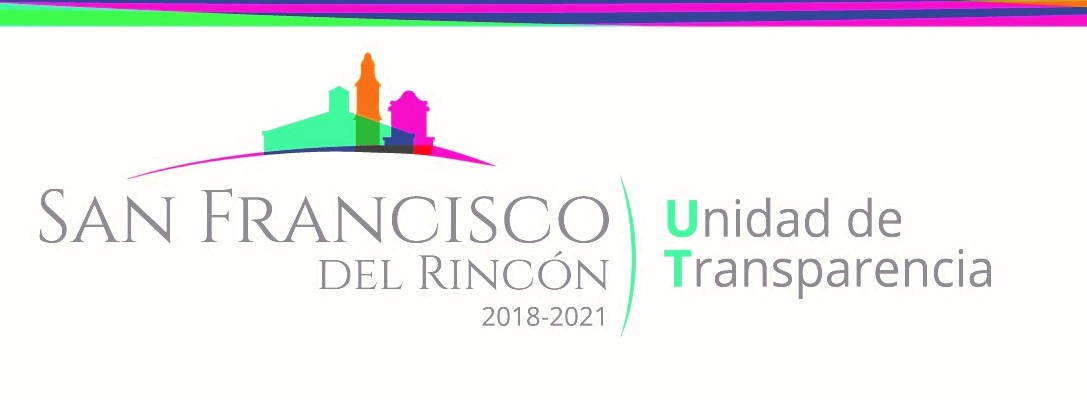 SAN FRANCISCO
DEL RINCÓN
2018-2021
Unidad de
Transparencia